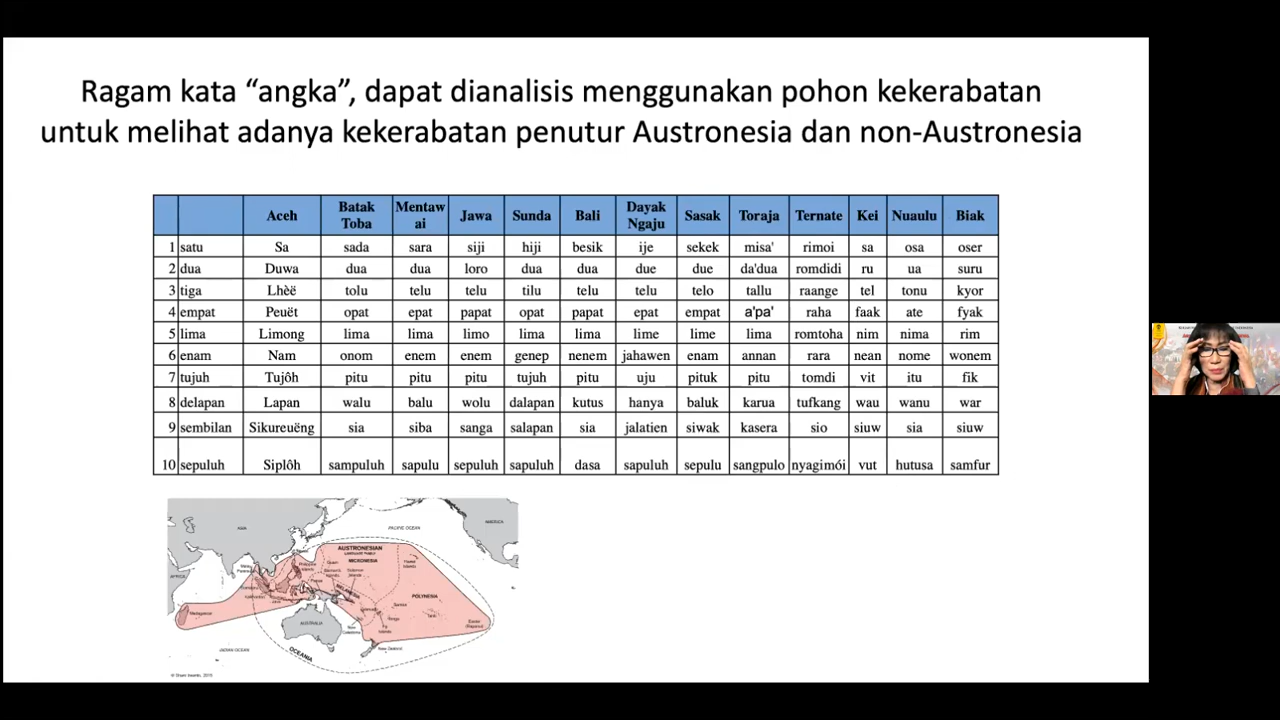 Ragam kata “angka”, dapat dianalisis menggunakan pohon kekerabatan
untuk melihat adanya kekerabatan penutur Austronesia dan non-Austronesia
Aceh Batak Toba Mentawai Jawa Sunda Bali Dayak Ngaju Sasak Toraja Ternate Kei Nuaulu Biak
1 satu Sa sada sara siji hiji besik ije sekek misa' rimoi sa osa oser
2 dua Duwa dua dua loro dua dua due due da'dua romdidi ru ua suru
3 tiga Lhèë tolu telu telu tilu telu telu telo tallu raange tel tonu kyor
4 empat Peuët opat epat papat opat papat epat empat a'pa' raha faak ate fyak
5 lima Limong lima lima limo lima lima lime lime lima romtoha nim nima rim
6 enam Nam onom enem enem genep nenem jahawen enam annan rara nean nome wonem
7 tujuh Tujôh pitu pitu pitu tujuh pitu uju pituk pitu tomdi vit itu fik
8 delapan Lapan walu balu wolu dalapan kutus hanya baluk karua tufkang wau wanu war
9 sembilan Sikureuëng sia siba sanga salapan sia jalatien siwak kasera sio siuw sia siuw
10 sepuluh Siplôh sampuluh sapulu sepuluh sapuluh dasa sapuluh sepulu sangpulo nyagimói vut hutusa samfur
ASIA
PACIFIC OCEAN
AMERICA
AUSTRONESIAN
LANGUAGE FAMILY
MICRONESIA
AFRICA
MELANESIA
POLYNESIA
Madagascar
AUSTRALIA
New Caledonia
New Zealand
INDIAN OCEAN
OCEANIA